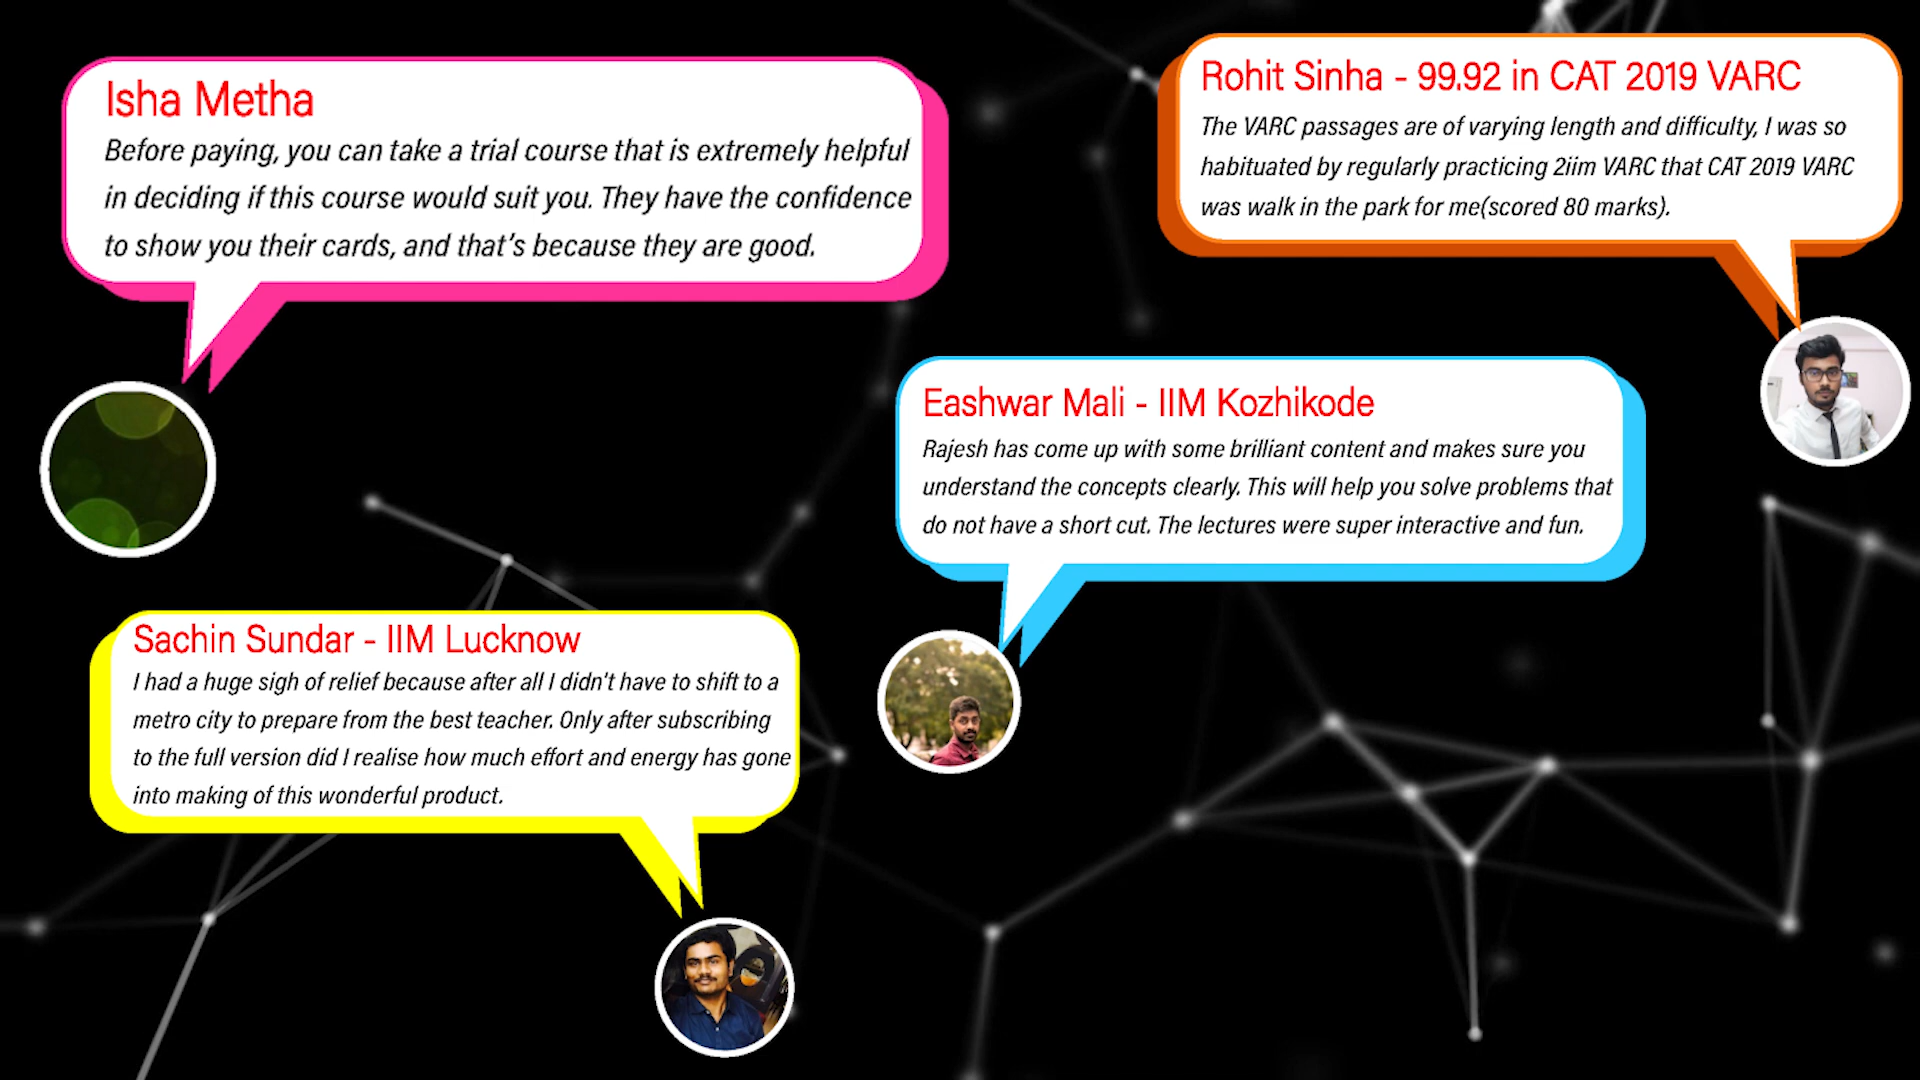 Isha Metha
Before paying, you can take a trial course that is extremely helpful
in deciding if this course would suit you. They have the confidence
to show you their cards, and that's because they are good.
Rohit Sinha - 99.92 in CAT 2019 VARC
The VARC passages are of varying length and difficulty, I was so
habituated by regularly practicing 2iim VARC that CAT 2019 VARC
was walk in the park for me(scored 80 marks).
Eashwar Mali - IIM Kozhikode
Rajesh has come up with some brilliant content and makes sure you
understand the concepts clearly. This will help you solve problems that
do not have a short cut. The lectures were super interactive and fun.
Sachin Sundar - IIM Lucknow
I had a huge sigh of relief because after all I didn't have to shift to a
metro city to prepare from the best teacher. Only after subscribing
to the full version did I realise how much effort and energy has gone
into making of this wonderful product.